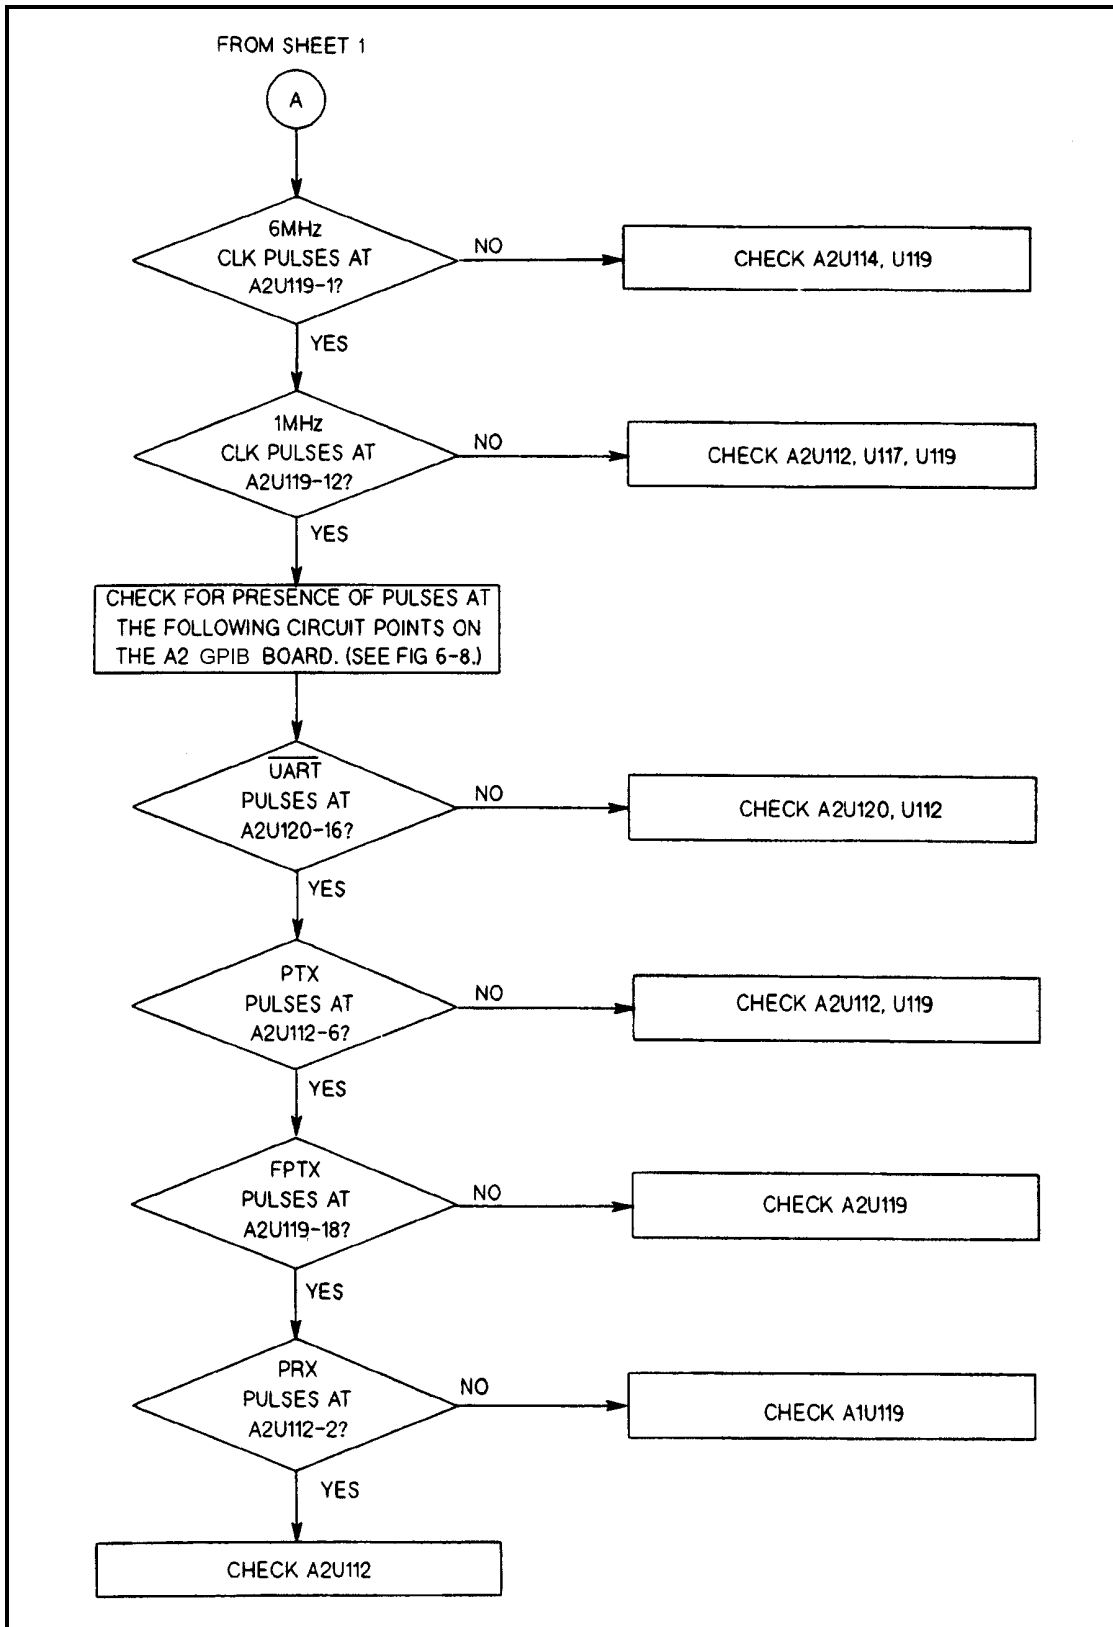 FROM SHEET 1
A
6MHz
CLK PULSES AT
A2U119-1?
NO
CHECK A2U114, U119
YES
1MHz
CLK PULSES AT
A2U119-12?
NO
CHECK A2U112, U117, U119
YES
CHECK FOR PRESENCE OF PULSES AT
THE FOLLOWING CIRCUIT POINTS ON
THE A2 GPIB BOARD. (SEE FIG 6-8.)
UART
PULSES AT
A2U120-16?
NO
CHECK A2U120, U112
YES
PTX
PULSES AT
A2U112-6?
NO
CHECK A2U112, U119
YES
FPTX
PULSES AT
A2U119-18?
NO
CHECK A2U119
YES
PRX
PULSES AT
A2U112-2?
NO
CHECK A1U119
YES
CHECK A2U112